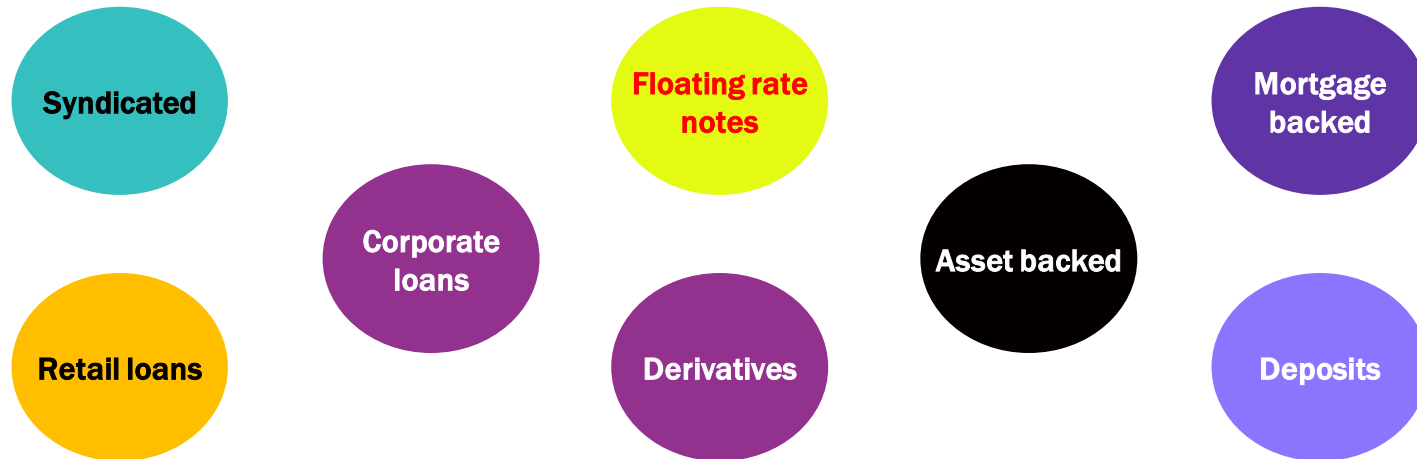 Syndicated
Floating rate
notes
Mortgage
backed
Corporate
loans
Asset backed
Retail loans
Derivatives
Deposits